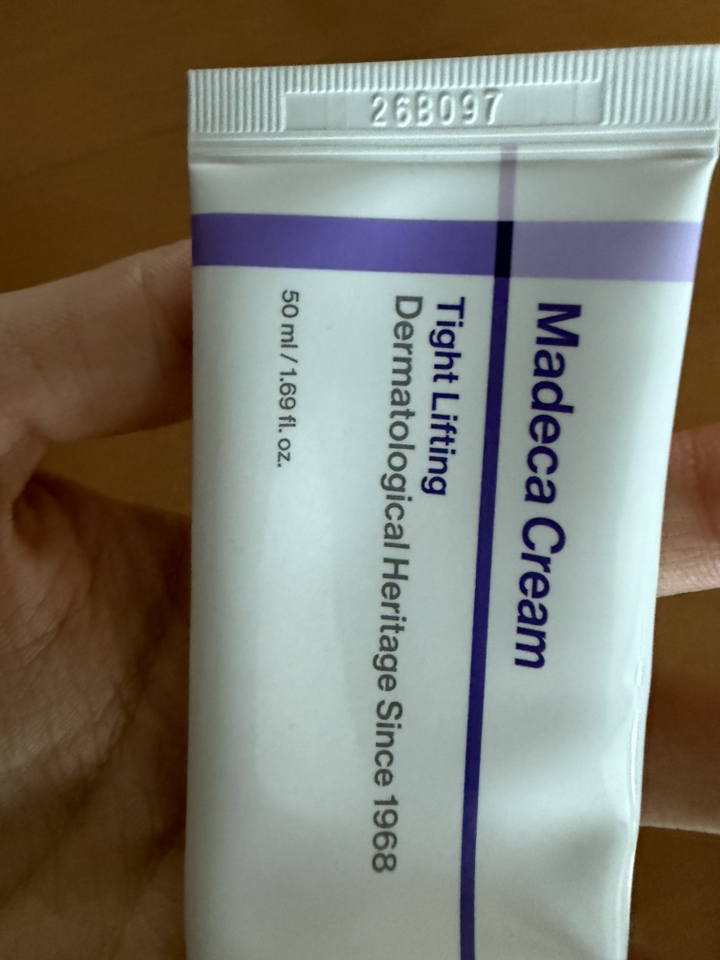 26B097
Madeca Cream
Tight Lifting
Dermatological Heritage Since 1968
50 ml / 1.69 fl. oz.